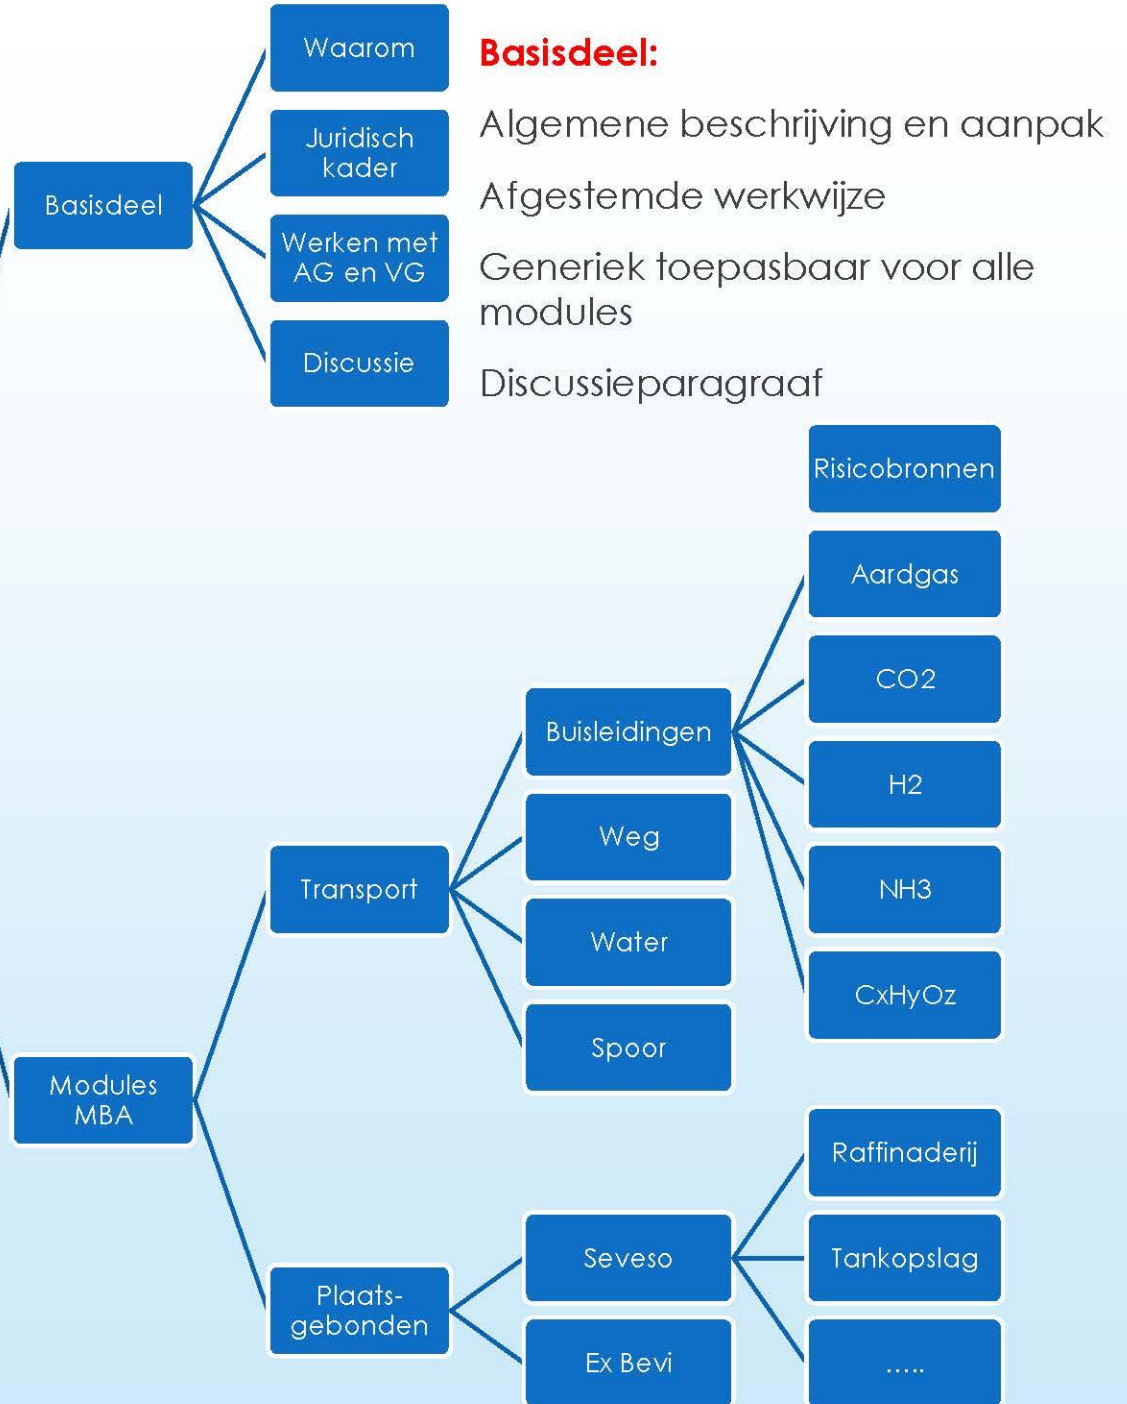 Waarom
Juridisch
kader
Basisdeel
Werken met
AG en VG
Discussie
Basisdeel:
Algemene beschrijving en aanpak
Afgestemde werkwijze
Generiek toepasbaar voor alle
modules
Discussieparagraaf
Risicobronnen
Aardgas
CO2
Buisleidingen
H2
Weg
Transport
NH3
Water
CxHyOz
Spoor
Modules
MBA
Raffinaderij
Seveso
Tankopslag
Plaats-
gebonden
Ex Bevi
.....